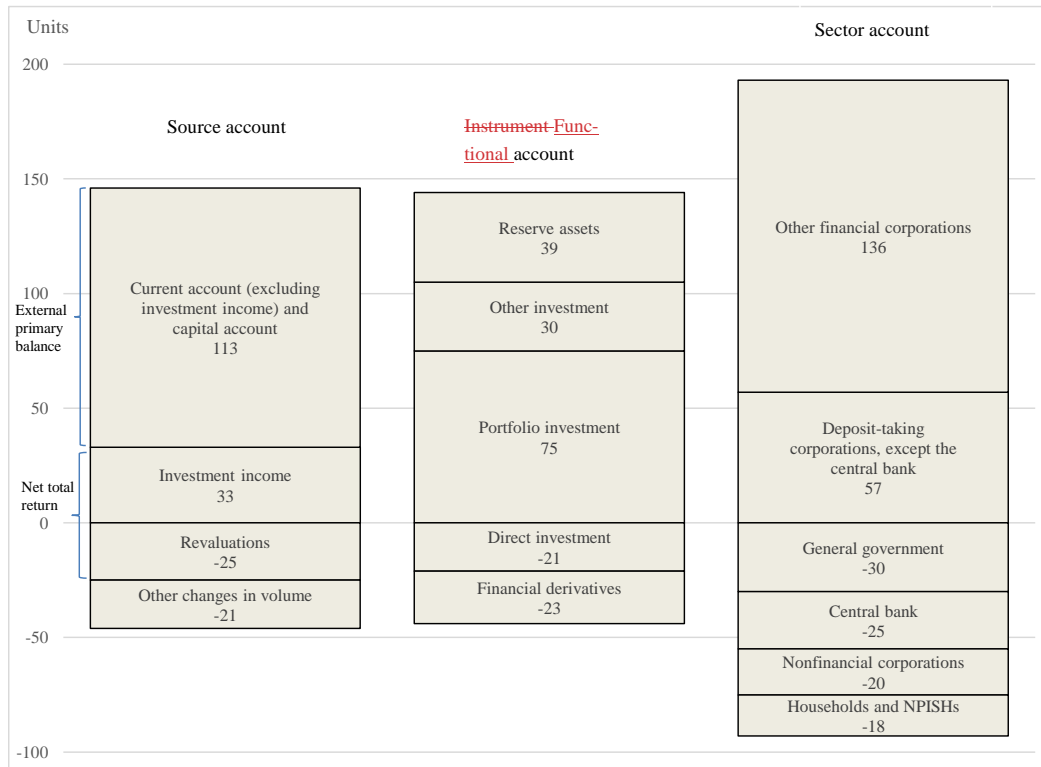 Units
Sector account
200
Source account
Instrument Func-
tional account
150
Reserve assets
39
Other financial corporations
136
Current account (excluding
investment income) and
capital account
113
100
External
primary
balance
Other investment
30
50
Portfolio investment
75
Deposit-taking
corporations, except the
central bank
57
Investment income
33
Net total
return
0
Revaluations
-25
Direct investment
-21
General government
-30
Other changes in volume
-21
Financial derivatives
-23
Central bank
-25
-50
Nonfinancial corporations
-20
Households and NPISHs
-18
-100